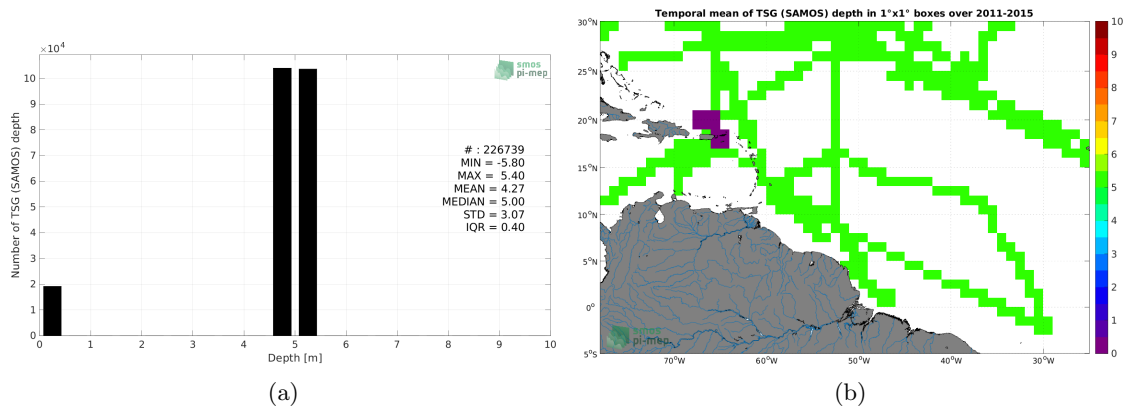 ×10⁴
10
9
8
7
6
5
4
3
2
1
0
Number of TSG (SAMOS) depth
smos
pi-mep
# : 226739
MIN = -5.80
MAX = 5.40
MEAN = 4.27
MEDIAN = 5.00
STD = 3.07
IQR = 0.40
0 1 2 3 4 5 6 7 8 9 10
Depth [m]
(a)
Temporal mean of TSG (SAMOS) depth in 1°x1° boxes over 2011-2015
30°N
25°N
20°N
15°N
10°N
5°N
0°
5°S
smos
pi-mep
70°W 60°W 50°W 40°W 30°W
10
9
8
7
6
5
4
3
2
1
0
(b)